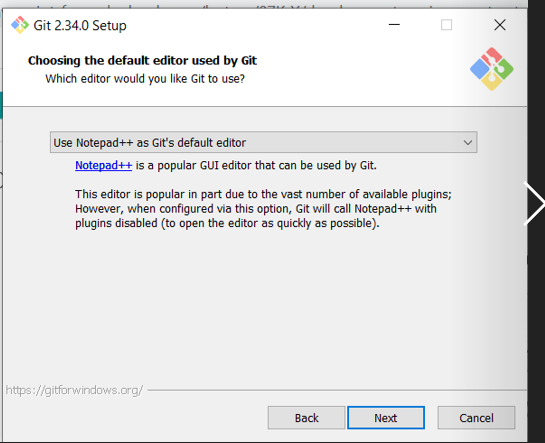 Git 2.34.0 Setup
Choosing the default editor used by Git
Which editor would you like Git to use?
Use Notepad++ as Git's default editor
Notepad++ is a popular GUI editor that can be used by Git.
This editor is popular in part due to the vast number of available plugins;
However, when configured via this option, Git will call Notepad++ with
plugins disabled (to open the editor as quickly as possible).
https://gitforwindows.org/
Back
Next
Cancel